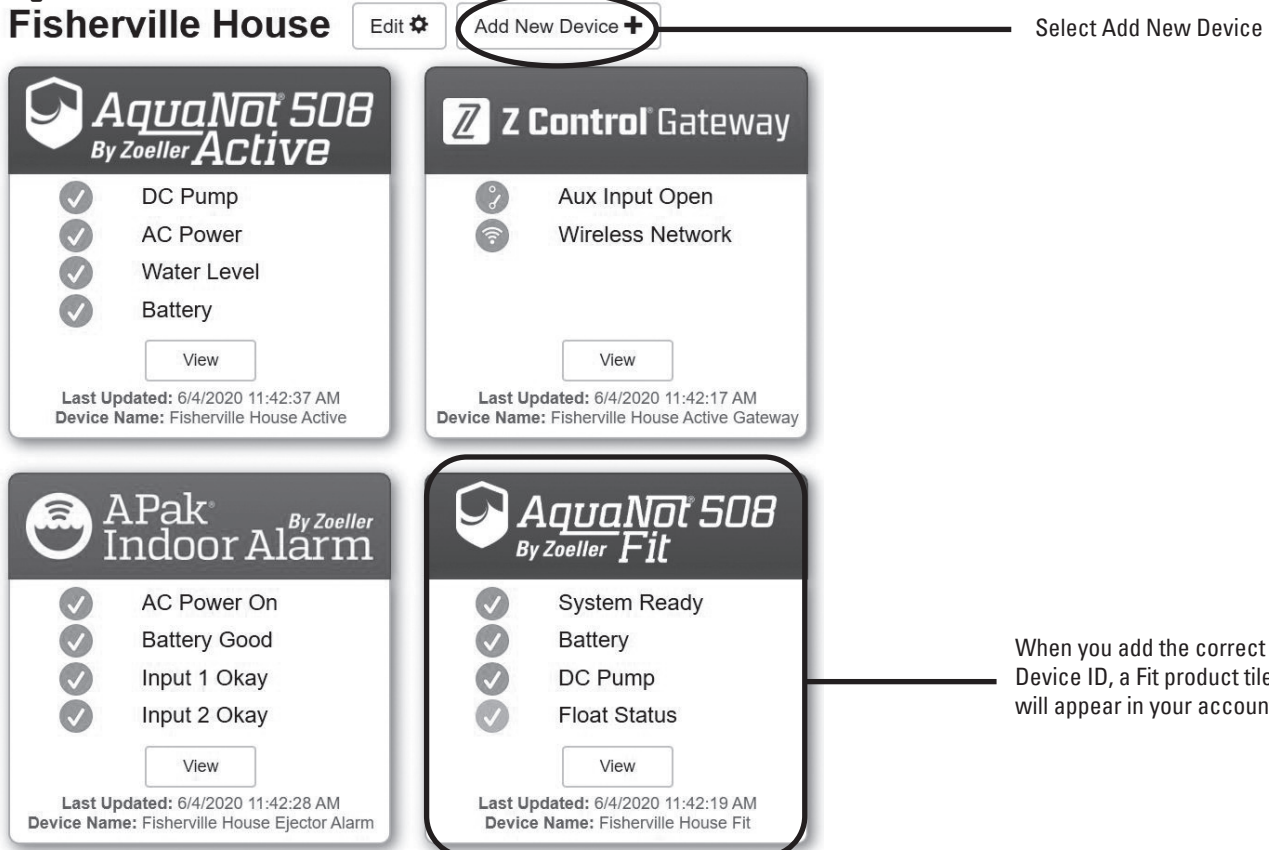 Fisherville House
Edit
Add New Device
Select Add New Device
AquaNot® 508
By Zoeller Active
DC Pump
AC Power
Water Level
Battery
View
Last Updated: 6/4/2020 11:42:37 AM
Device Name: Fisherville House Active
Z Control® Gateway
Aux Input Open
Wireless Network
View
Last Updated: 6/4/2020 11:42:17 AM
Device Name: Fisherville House Active Gateway
APak®
By Zoeller
Indoor Alarm
AC Power On
Battery Good
Input 1 Okay
Input 2 Okay
View
Last Updated: 6/4/2020 11:42:28 AM
Device Name: Fisherville House Ejector Alarm
AquaNot® 508
By Zoeller Fit
System Ready
Battery
DC Pump
Float Status
View
Last Updated: 6/4/2020 11:42:19 AM
Device Name: Fisherville House Fit
When you add the correct
Device ID, a Fit product tile
will appear in your accoun